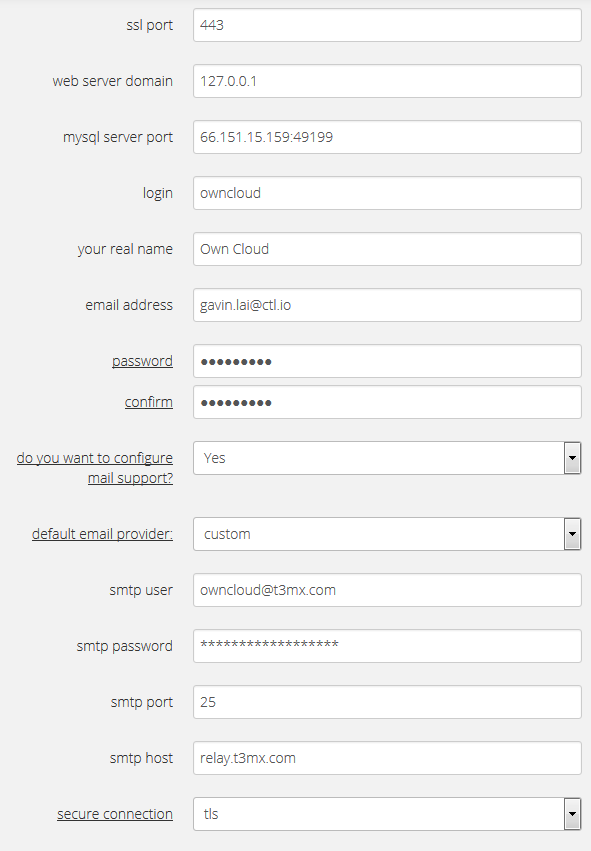 ssl port 443
web server domain 127.0.0.1
mysql server port 66.151.15.159:49199
login owncloud
your real name Own Cloud
email address gavin.lai@ctl.io
password ●●●●●●●●●
confirm ●●●●●●●●●
do you want to configure Yes
mail support?
default email provider: custom
smtp user owncloud@t3mx.com
smtp password ******************
smtp port 25
smtp host relay.t3mx.com
secure connection tls